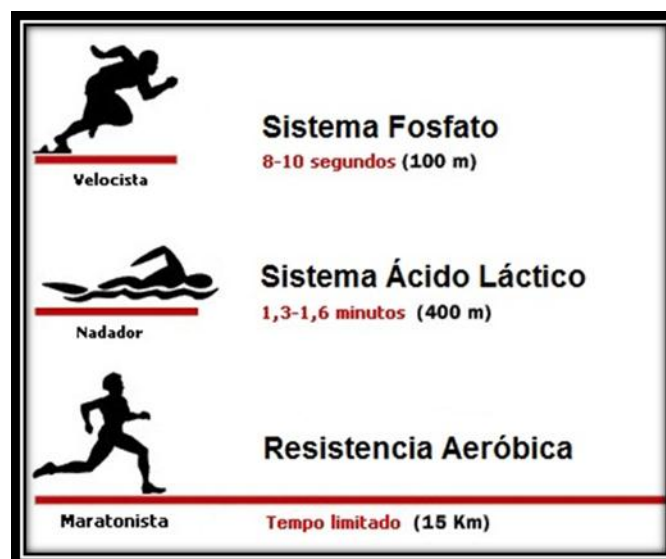 Sistema Fosfato
8-10 segundos (100 m)
Velocista
Sistema Ácido Láctico
1,3-1,6 minutos (400 m)
Nadador
Resistencia Aeróbica
Maratonista
Tempo limitado (15 Km)